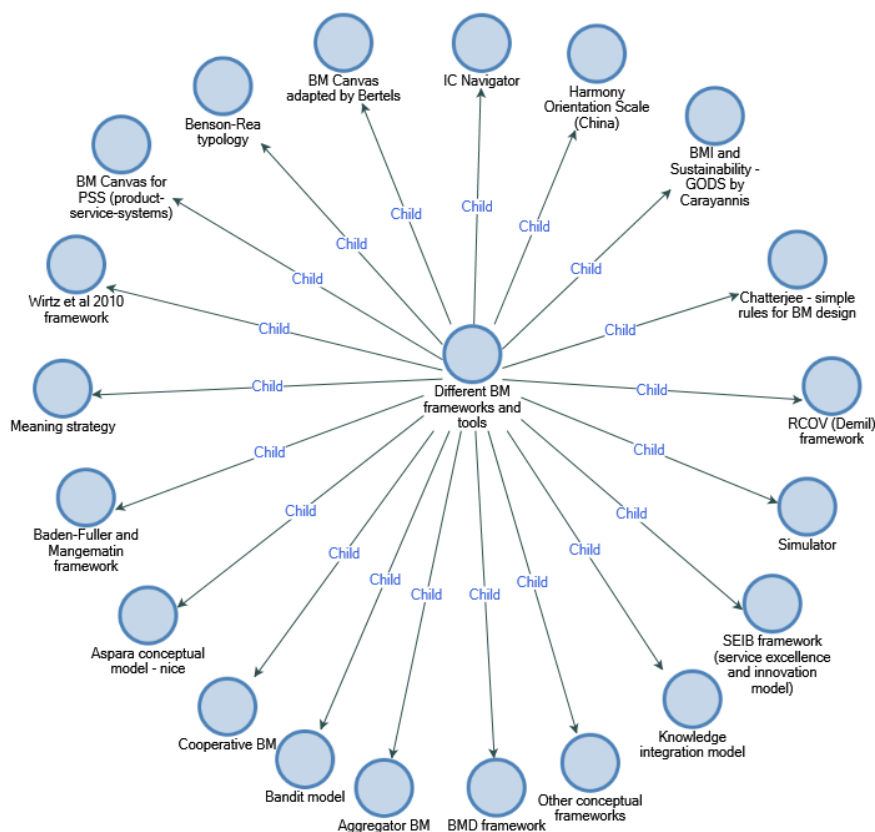 BM Canvas
adapted by Bertels
IC Navigator
Harmony
Orientation Scale
(China)
Benson-Rea
typology
BMI and
Sustainability -
GODS by
Carayannis
BM Canvas for
PSS (product-
service-systems)
Child
Child
Child
Child
Child
Child
Wirtz et al 2010
framework
Chatterjee - simple
rules for BM design
Child
Child
Child
Child
Different BM
frameworks and
tools
Meaning strategy
RCOV (Demil)
framework
Child
Child
Child
Baden-Fuller and
Mangematin
framework
Simulator
Child
Child
Child
Child
Child
Child
Aspara conceptual
model - nice
SEIB framework
(service excellence
and innovation
model)
Cooperative BM
Knowledge
integration model
Bandit model
Aggregator BM
BMD framework
Other conceptual
frameworks